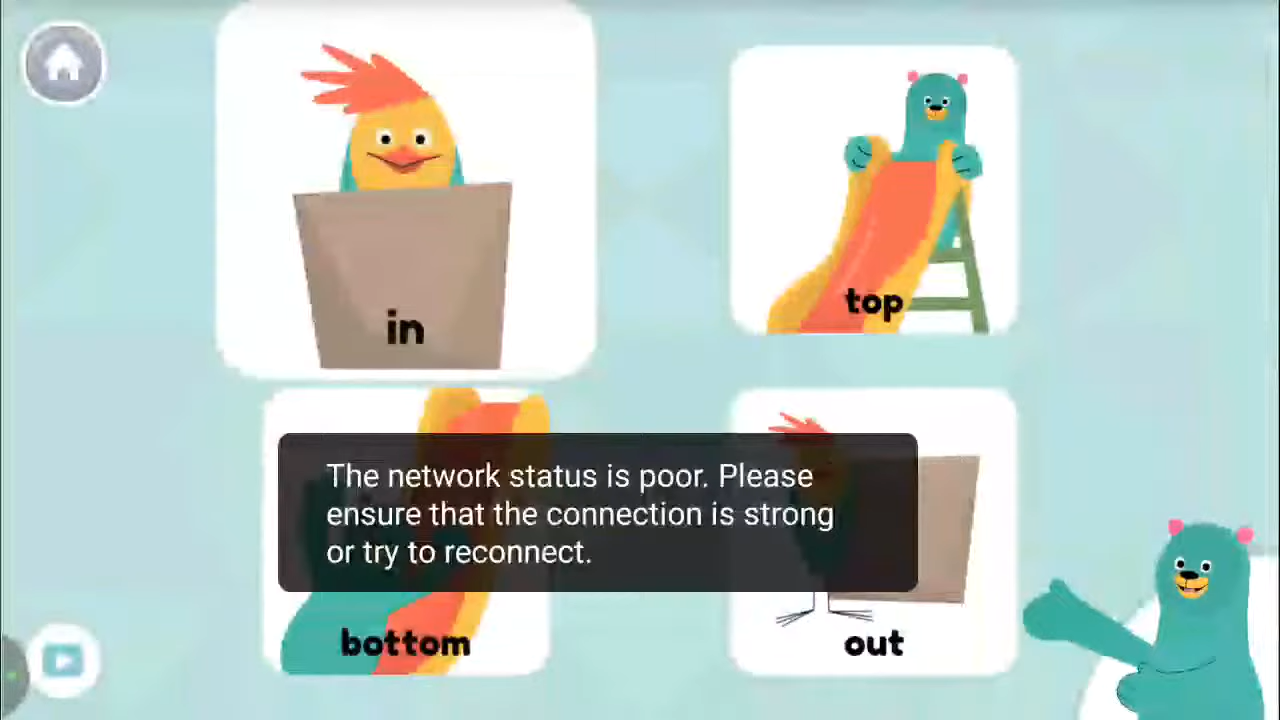 in
top
The network status is poor. Please
ensure that the connection is strong
or try to reconnect.
bottom
out